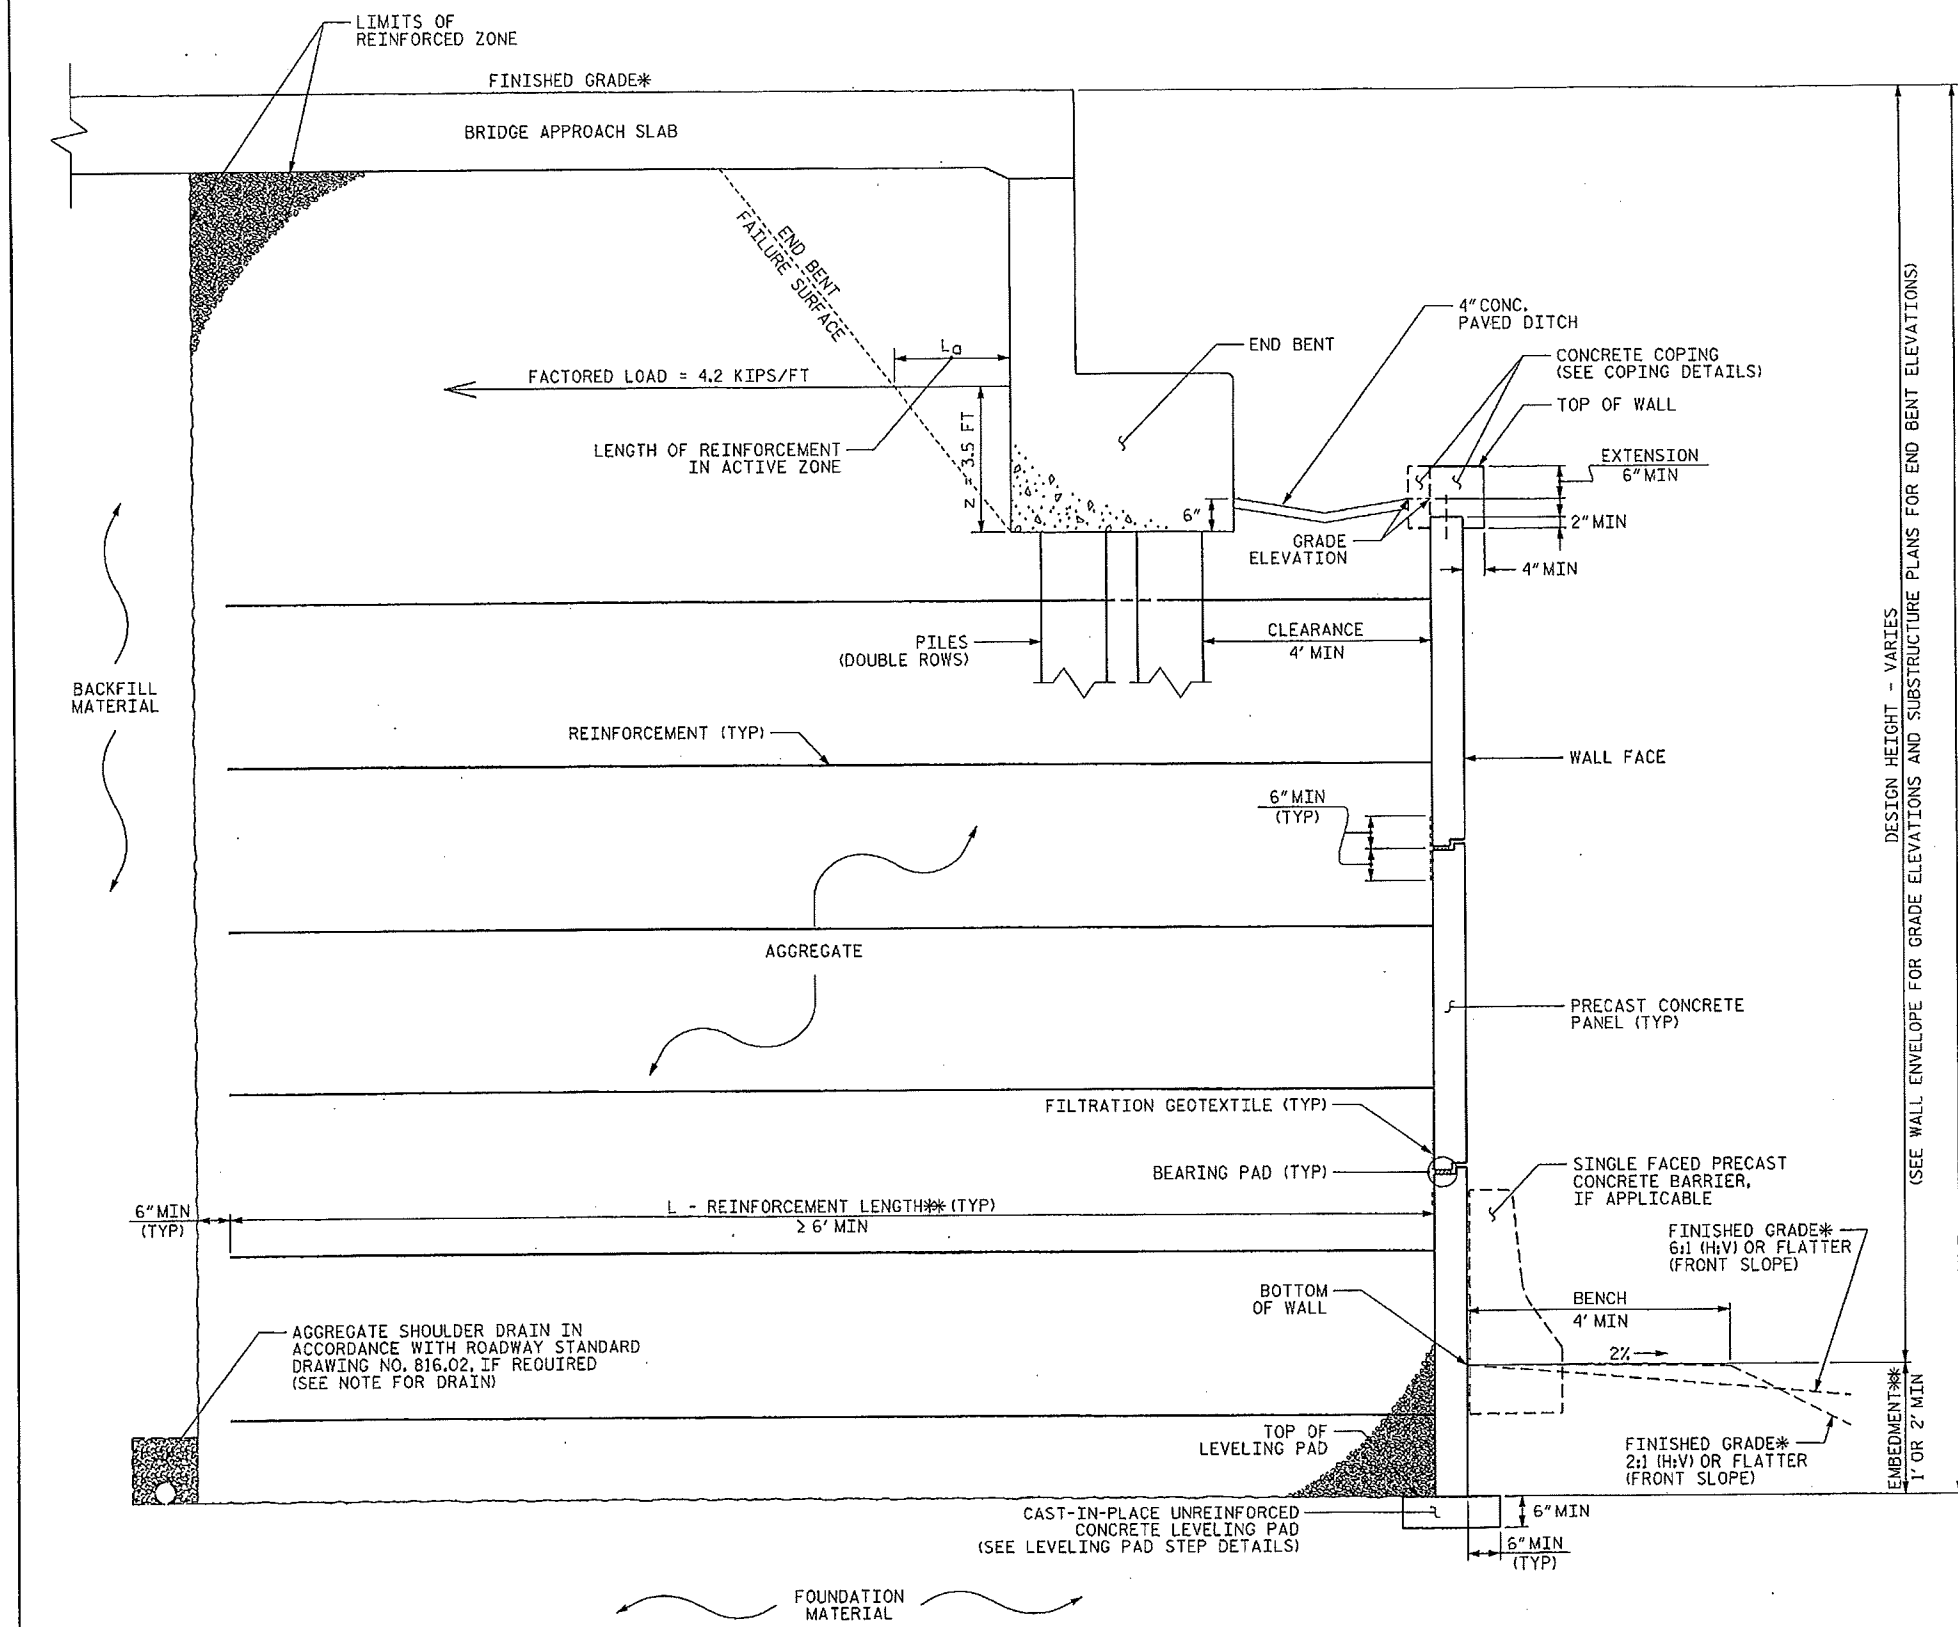 LIMITS OF
REINFORCED ZONE
FINISHED GRADE*
BRIDGE APPROACH SLAB
END BENT
FAILURE SURFACE
4" CONC.
PAVED DITCH
La
END BENT
CONCRETE COPING
(SEE COPING DETAILS)
FACTORED LOAD = 4.2 KIPS/FT
TOP OF WALL
Z = 3.5 FT
LENGTH OF REINFORCEMENT
IN ACTIVE ZONE
EXTENSION
6" MIN
6"
2" MIN
GRADE
ELEVATION
4" MIN
PILES
(DOUBLE ROWS)
CLEARANCE
4' MIN
BACKFILL
MATERIAL
REINFORCEMENT (TYP)
WALL FACE
6" MIN
(TYP)
DESIGN HEIGHT - VARIES
(SEE WALL ENVELOPE FOR GRADE ELEVATIONS AND SUBSTRUCTURE PLANS FOR END BENT ELEVATIONS)
AGGREGATE
PRECAST CONCRETE
PANEL (TYP)
FILTRATION GEOTEXTILE (TYP)
BEARING PAD (TYP)
SINGLE FACED PRECAST
CONCRETE BARRIER,
IF APPLICABLE
6" MIN
(TYP)
L - REINFORCEMENT LENGTH** (TYP)
≥ 6' MIN
FINISHED GRADE*
6:1 (H:V) OR FLATTER
(FRONT SLOPE)
BOTTOM
OF WALL
BENCH
4' MIN
AGGREGATE SHOULDER DRAIN IN
ACCORDANCE WITH ROADWAY STANDARD
DRAWING NO. 816.02, IF REQUIRED
(SEE NOTE FOR DRAIN)
2%
EMBEDMENT**
1' OR 2' MIN
TOP OF
LEVELING PAD
FINISHED GRADE*
2:1 (H:V) OR FLATTER
(FRONT SLOPE)
CAST-IN-PLACE UNREINFORCED
CONCRETE LEVELING PAD
(SEE LEVELING PAD STEP DETAILS)
6" MIN
6" MIN
(TYP)
FOUNDATION
MATERIAL